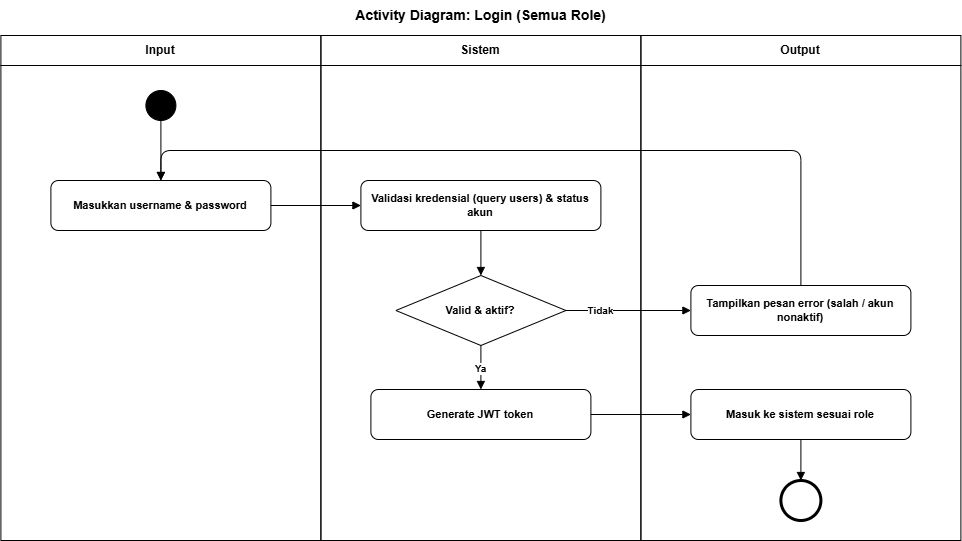 Activity Diagram: Login (Semua Role)
Input
Sistem
Output
Masukkan username & password
Validasi kredensial (query users) & status
akun
Valid & aktif?
Tidak
Tampilkan pesan error (salah / akun
nonaktif)
Ya
Generate JWT token
Masuk ke sistem sesuai role